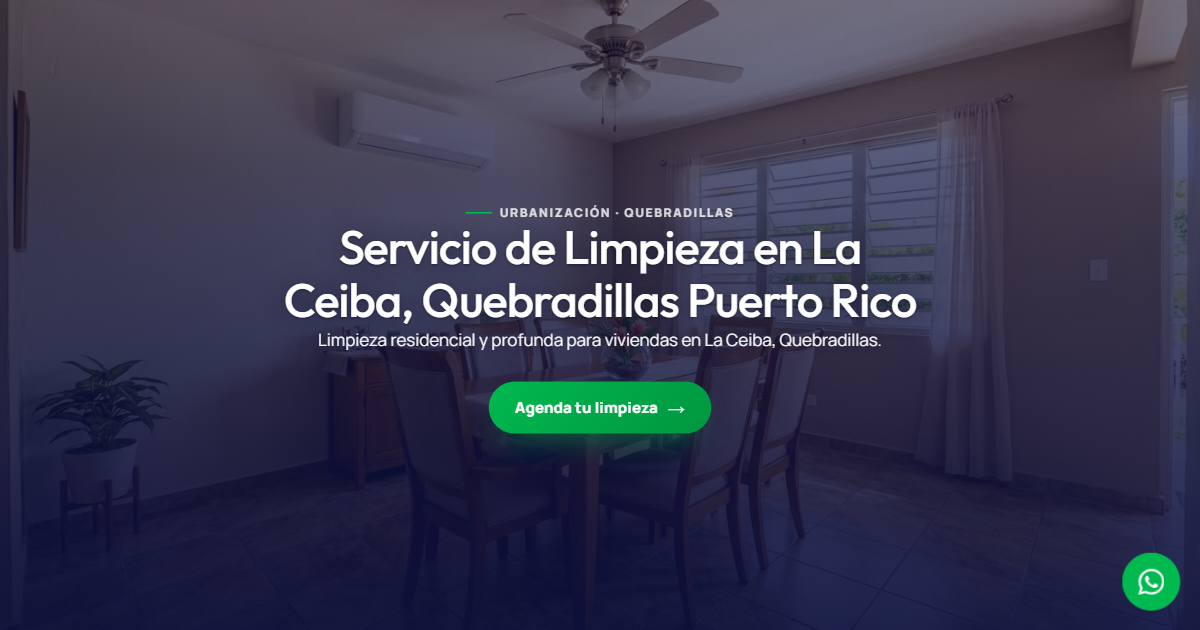 URBANIZACIÓN · QUEBRADILLAS
Servicio de Limpieza en La
Ceiba, Quebradillas Puerto Rico
Limpieza residencial y profunda para viviendas en La Ceiba, Quebradillas.
Agenda tu limpieza →